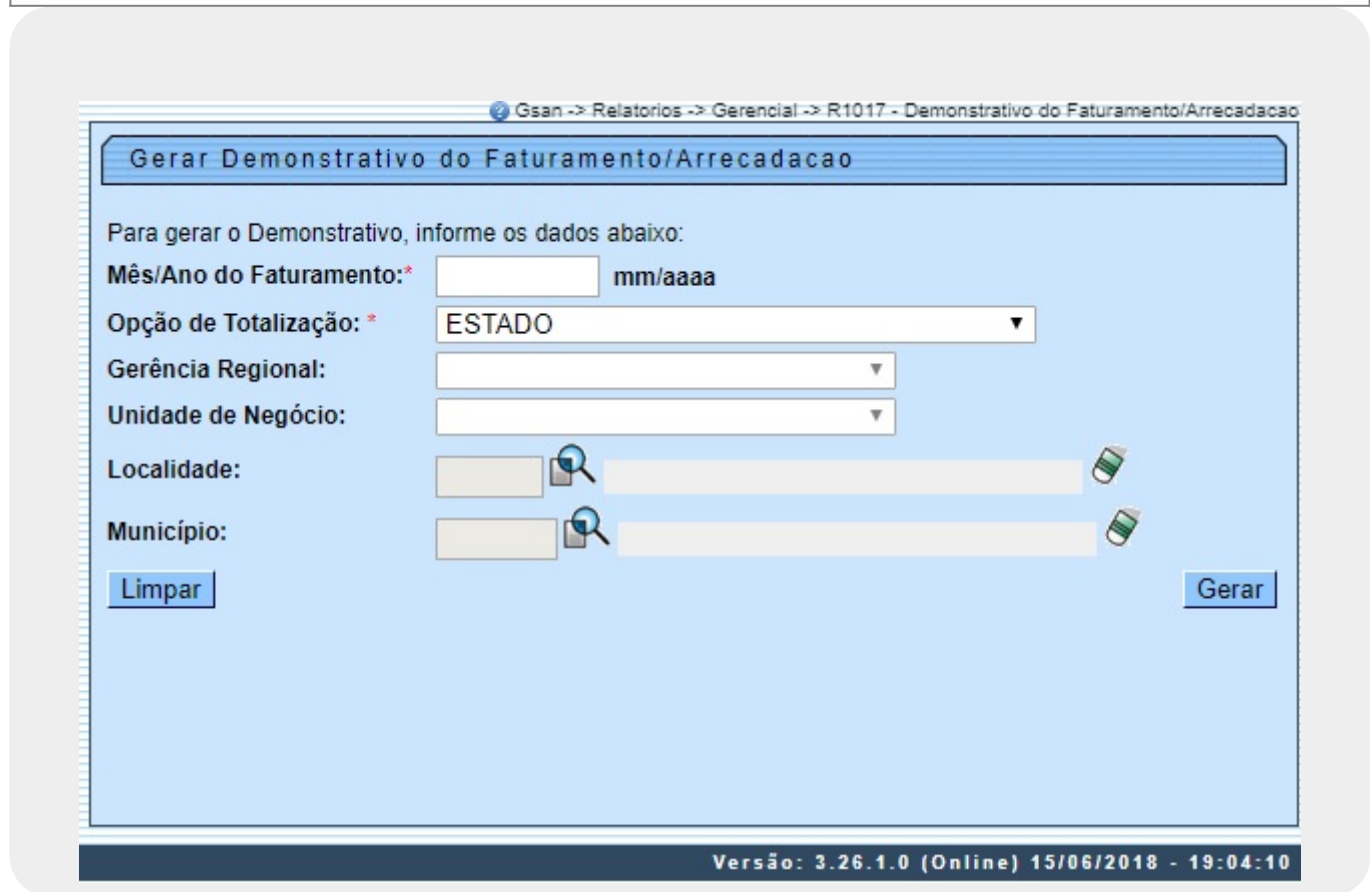 Gsan -> Relatorios -> Gerencial -> R1017 - Demonstrativo do Faturamento/Arrecadacao
Gerar Demonstrativo do Faturamento/Arrecadacao
Para gerar o Demonstrativo, informe os dados abaixo:
Mês/Ano do Faturamento:* mm/aaaa
Opção de Totalização: * ESTADO
Gerência Regional:
Unidade de Negócio:
Localidade:
Município:
Limpar Gerar
Versão: 3.26.1.0 (Online) 15/06/2018 - 19:04:10